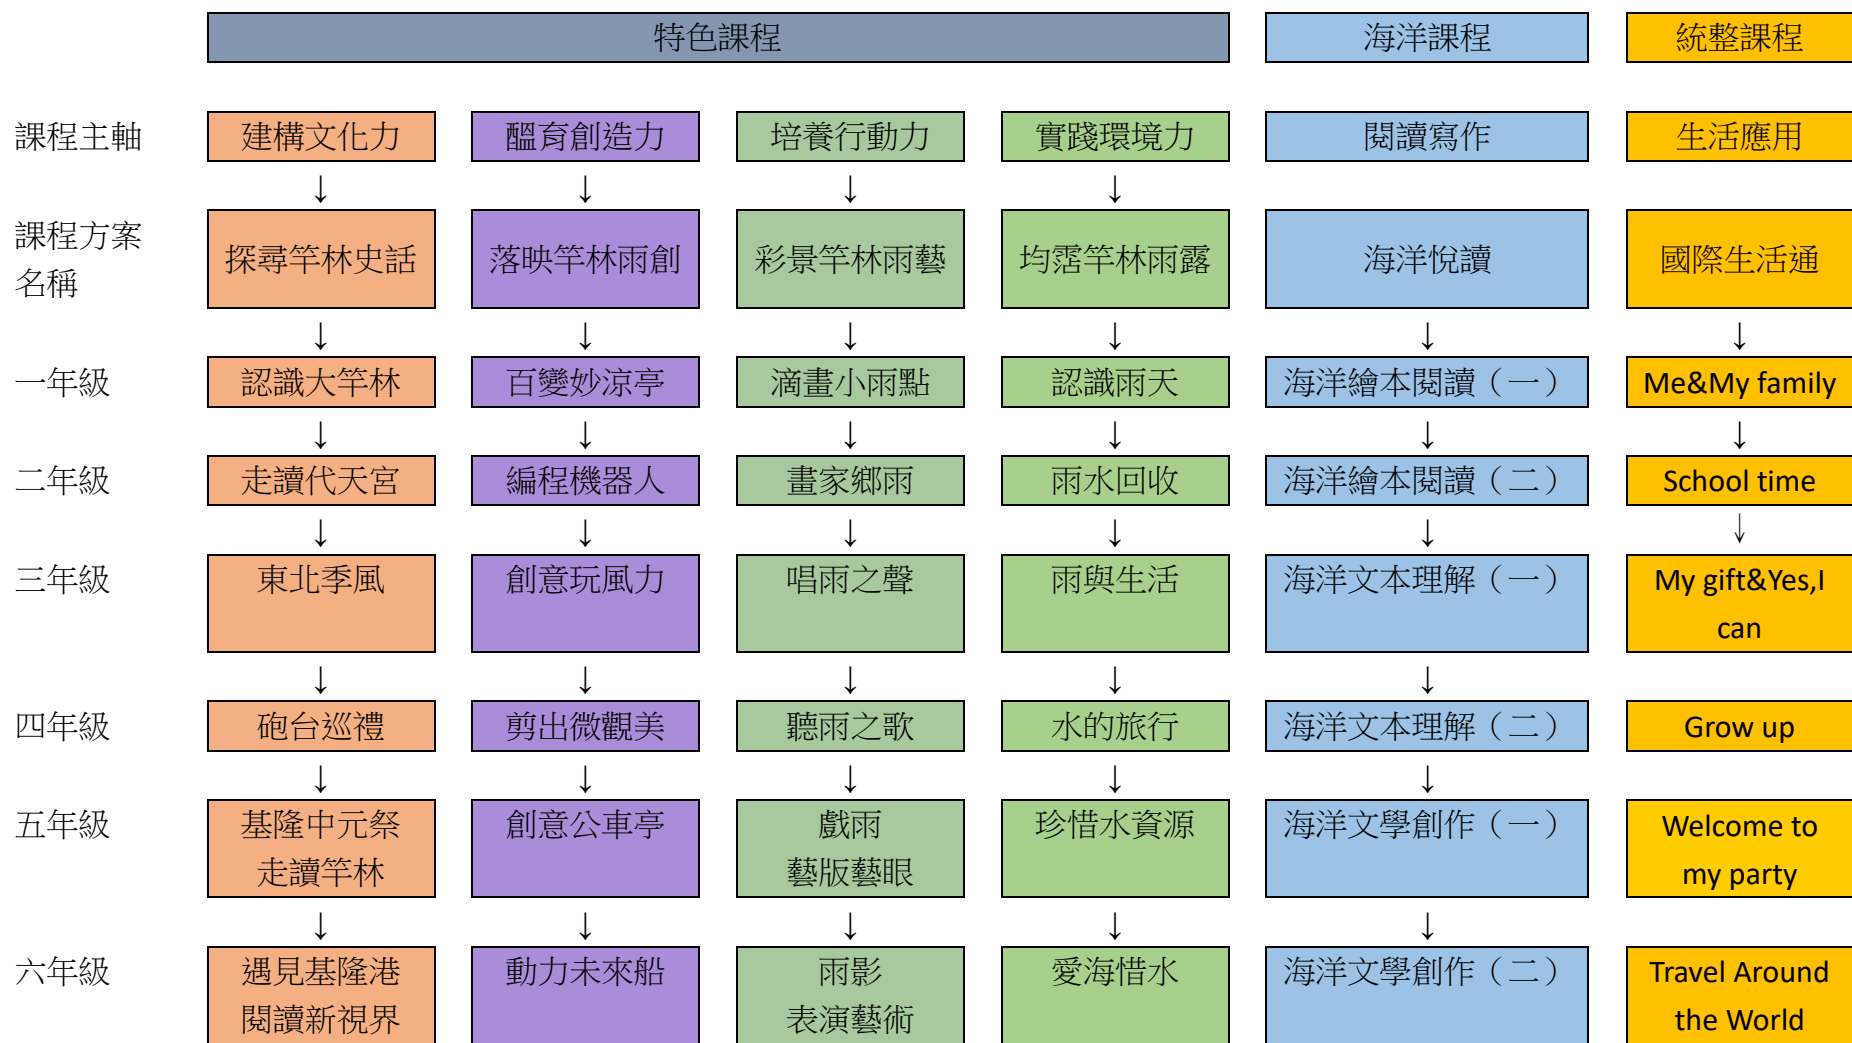 特色課程
海洋課程
統整課程
課程主軸
建構文化力
醞育創造力
培養行動力
實踐環境力
閱讀寫作
生活應用
↓ ↓ ↓ ↓
課程方案
名稱
探尋竿林史話
落映竿林雨創
彩景竿林雨藝
均霑竿林雨露
海洋悅讀
國際生活通
↓ ↓ ↓ ↓ ↓ ↓
一年級
認識大竿林
百變妙涼亭
滴畫小雨點
認識雨天
海洋繪本閱讀（一）
Me&My family
↓ ↓ ↓ ↓ ↓ ↓
二年級
走讀代天宮
編程機器人
畫家鄉雨
雨水回收
海洋繪本閱讀（二）
School time
↓ ↓ ↓ ↓ ↓ ↓
三年級
東北季風
創意玩風力
唱雨之聲
雨與生活
海洋文本理解（一）
My gift&Yes,I
can
↓ ↓ ↓ ↓ ↓
四年級
砲台巡禮
剪出微觀美
聽雨之歌
水的旅行
海洋文本理解（二）
Grow up
↓ ↓ ↓ ↓ ↓
五年級
基隆中元祭
走讀竿林
創意公車亭
戲雨
藝版藝眼
珍惜水資源
海洋文學創作（一）
Welcome to
my party
↓ ↓ ↓ ↓ ↓
六年級
遇見基隆港
閱讀新視界
動力未來船
雨影
表演藝術
愛海惜水
海洋文學創作（二）
Travel Around
the World